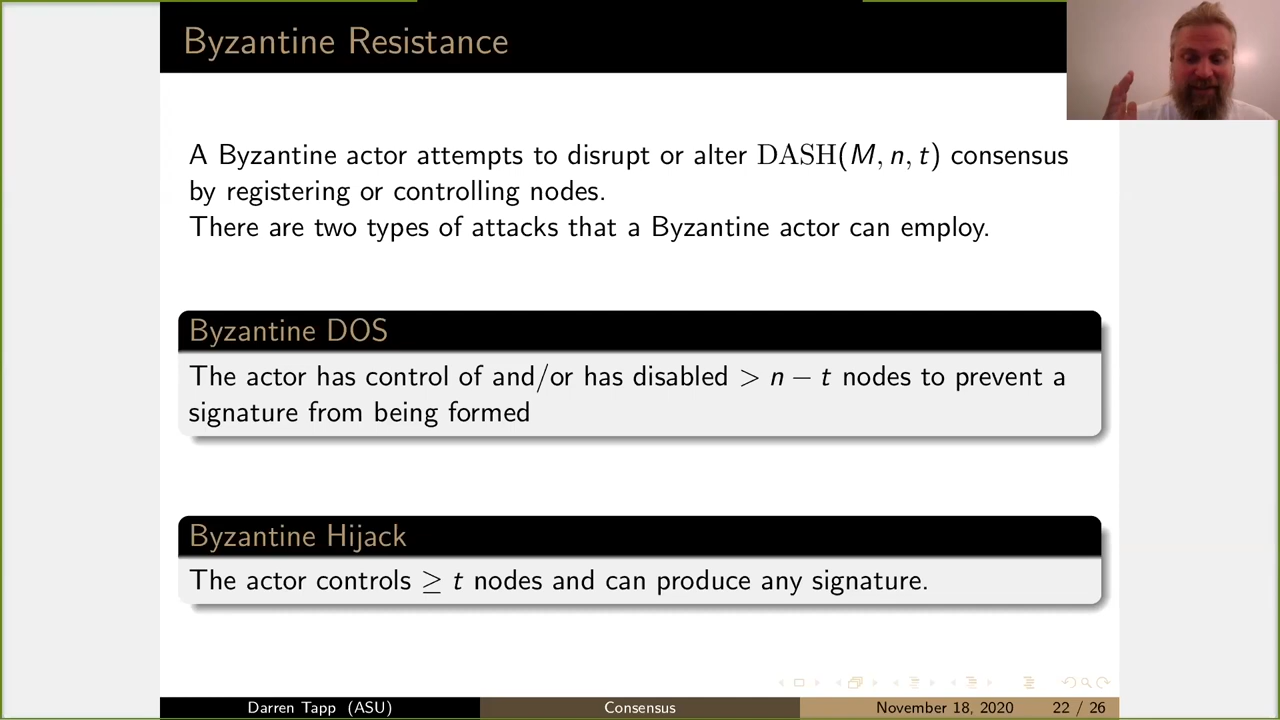 Byzantine Resistance
A Byzantine actor attempts to disrupt or alter DASH(M, n, t) consensus
by registering or controlling nodes.
There are two types of attacks that a Byzantine actor can employ.
Byzantine DOS
The actor has control of and/or has disabled > n − t nodes to prevent a
signature from being formed
Byzantine Hijack
The actor controls ≥ t nodes and can produce any signature.
Darren Tapp (ASU)
Consensus
November 18, 2020
22 / 26